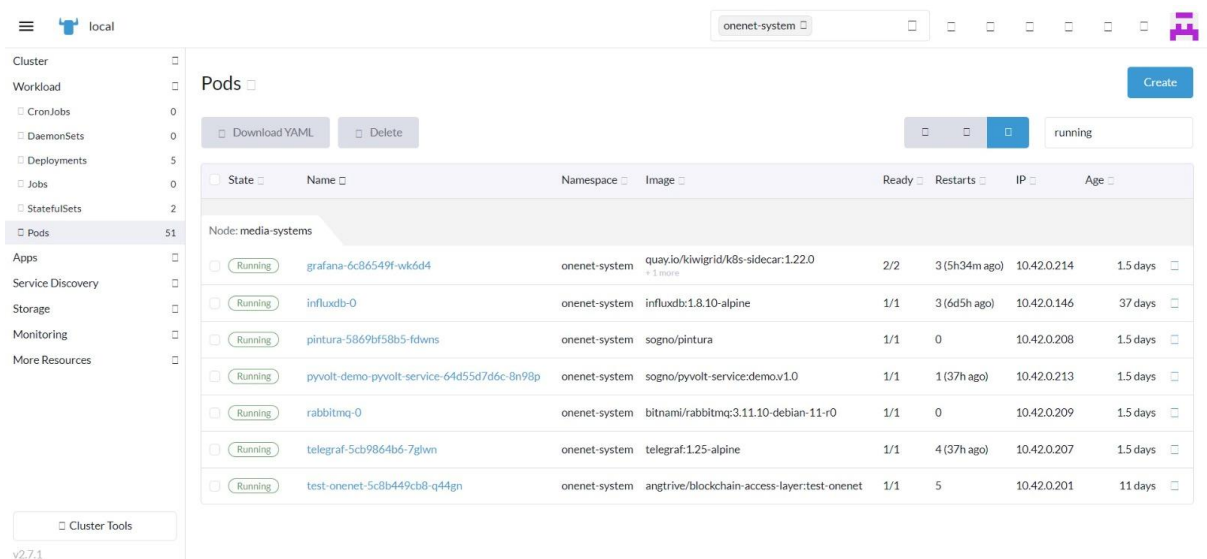 local
onenet-system
Cluster
Workload
CronJobs 0
DaemonSets 0
Deployments 5
Jobs 0
StatefulSets 2
Pods 51
Apps
Service Discovery
Storage
Monitoring
More Resources
Cluster Tools
v2.7.1
Pods
Create
Download YAML Delete
running
State Name Namespace Image Ready Restarts IP Age
Node: media-systems
Running grafana-6c86549f-wk6d4 onenet-system quay.io/kiwigrid/k8s-sidecar:1.22.0 2/2 3 (5h34m ago) 10.42.0.214 1.5 days
+ 1 more
Running influxdb-0 onenet-system influxdb:1.8.10-alpine 1/1 3 (6d5h ago) 10.42.0.146 37 days
Running pintura-5869bf58b5-fdwns onenet-system sogno/pintura 1/1 0 10.42.0.208 1.5 days
Running pyvolt-demo-pyvolt-service-64d55d7d6c-8n98p onenet-system sogno/pyvolt-service:demo.v1.0 1/1 1 (37h ago) 10.42.0.213 1.5 days
Running rabbitmq-0 onenet-system bitnami/rabbitmq:3.11.10-debian-11-r0 1/1 0 10.42.0.209 1.5 days
Running telegraf-5cb9864b6-7glwn onenet-system telegraf:1.25-alpine 1/1 4 (37h ago) 10.42.0.207 1.5 days
Running test-onenet-5c8b449cb8-q44gn onenet-system angtrive/blockchain-access-layer:test-onenet 1/1 5 10.42.0.201 11 days